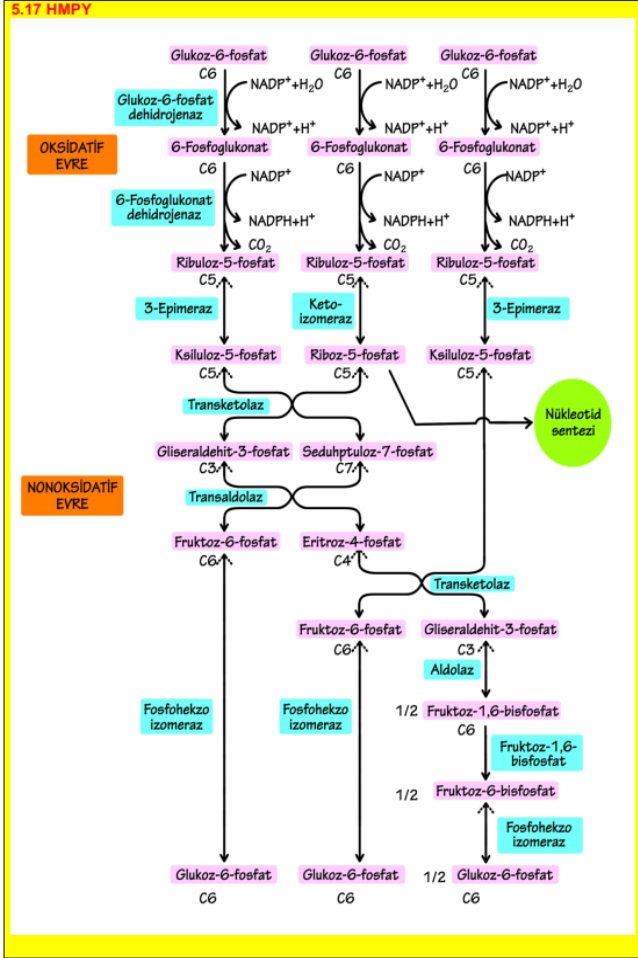 5.17 HMPY
Glukoz-6-fosfat Glukoz-6-fosfat Glukoz-6-fosfat
C6 C6 C6
NADP⁺+H₂O NADP⁺+H₂O NADP⁺+H₂O
Glukoz-6-fosfat
dehidrojenaz
NADP⁺+H⁺ NADP⁺+H⁺ NADP⁺+H⁺
OKSİDATİF
EVRE
6-Fosfoglukonat 6-Fosfoglukonat 6-Fosfoglukonat
C6 C6 C6
NADP⁺ NADP⁺ NADP⁺
6-Fosfoglukonat
dehidrojenaz
NADPH+H⁺ NADPH+H⁺ NADPH+H⁺
CO₂ CO₂ CO₂
Ribuloz-5-fosfat Ribuloz-5-fosfat Ribuloz-5-fosfat
C5 C5 C5
3-Epimeraz
Keto-
izomeraz
3-Epimeraz
Ksiluloz-5-fosfat Riboz-5-fosfat Ksiluloz-5-fosfat
C5 C5 C5
Transketolaz
Nükleotid
sentezi
Gliseraldehit-3-fosfat Seduhptuloz-7-fosfat
C3 C7
NONOKSİDATİF
EVRE
Transaldolaz
Fruktoz-6-fosfat Eritroz-4-fosfat
C6 C4
Transketolaz
Fruktoz-6-fosfat Gliseraldehit-3-fosfat
C6 C3
Aldolaz
Fosfohekzo
izomeraz
Fosfohekzo
izomeraz
1/2 Fruktoz-1,6-bisfosfat
C6
Fruktoz-1,6-
bisfosfat
1/2 Fruktoz-6-bisfosfat
Fosfohekzo
izomeraz
Glukoz-6-fosfat Glukoz-6-fosfat 1/2 Glukoz-6-fosfat
C6 C6 C6